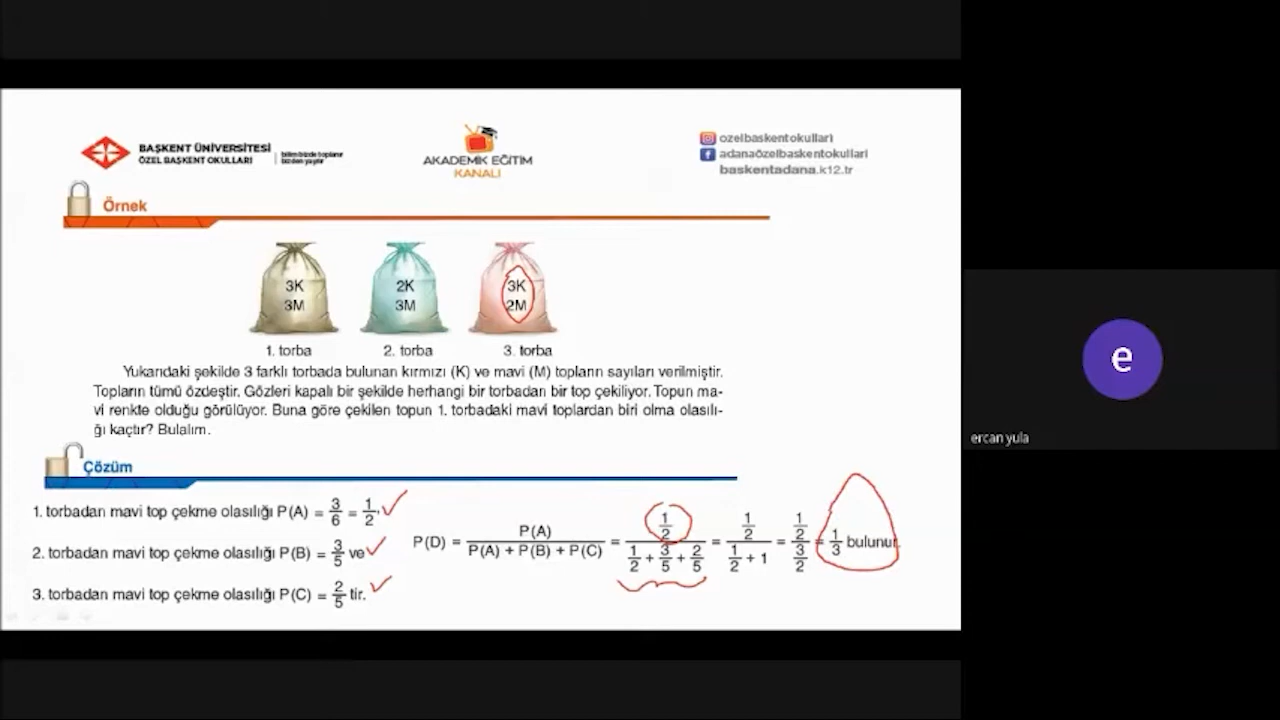 BAŞKENT ÜNİVERSİTESİ
ÖZEL BAŞKENT OKULLARI
bilim bizde toplanır
bizden yayılır
AKADEMİK EĞİTİM
KANALI
ozelbaskentokullari
adanaözelbaskentokullari
baskentadana.k12.tr
Örnek
3K 2K 3K
3M 3M 2M
1. torba 2. torba 3. torba
Yukarıdaki şekilde 3 farklı torbada bulunan kırmızı (K) ve mavi (M) topların sayıları verilmiştir.
Topların tümü özdeştir. Gözleri kapalı bir şekilde herhangi bir torbadan bir top çekiliyor. Topun ma-
vi renkte olduğu görülüyor. Buna göre çekilen topun 1. torbadaki mavi toplardan biri olma olasılı-
ğı kaçtır? Bulalım.
Çözüm
1. torbadan mavi top çekme olasılığı P(A) = 3/6 = 1/2,
2. torbadan mavi top çekme olasılığı P(B) = 3/5 ve
3. torbadan mavi top çekme olasılığı P(C) = 2/5 tir.
P(D) = P(A) / (P(A) + P(B) + P(C)) = (1/2) / (1/2 + 3/5 + 2/5) = (1/2) / (1/2 + 1) = (1/2) / (3/2) = 1/3 bulunur.
e
ercan yula